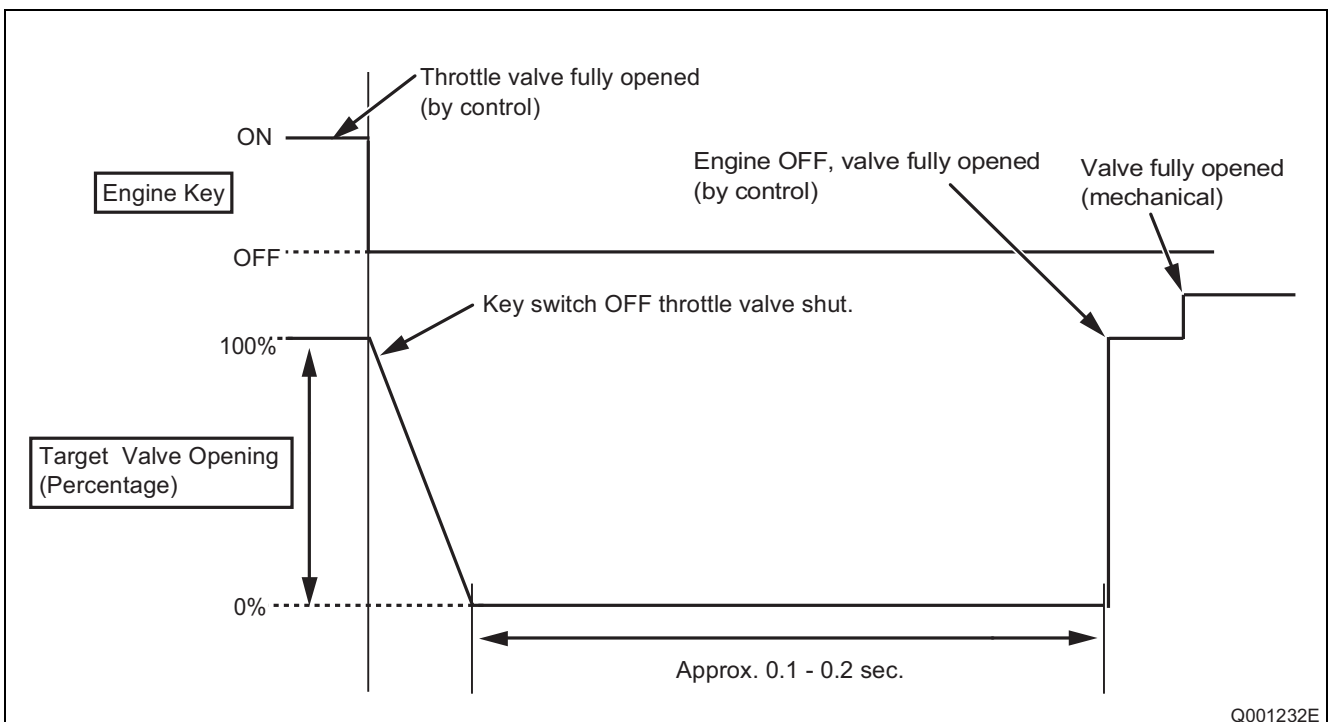 Throttle valve fully opened
(by control)
ON
Engine Key
OFF
Engine OFF, valve fully opened
(by control)
Valve fully opened
(mechanical)
Key switch OFF throttle valve shut.
100%
Target Valve Opening
(Percentage)
0%
Approx. 0.1 - 0.2 sec.
Q001232E